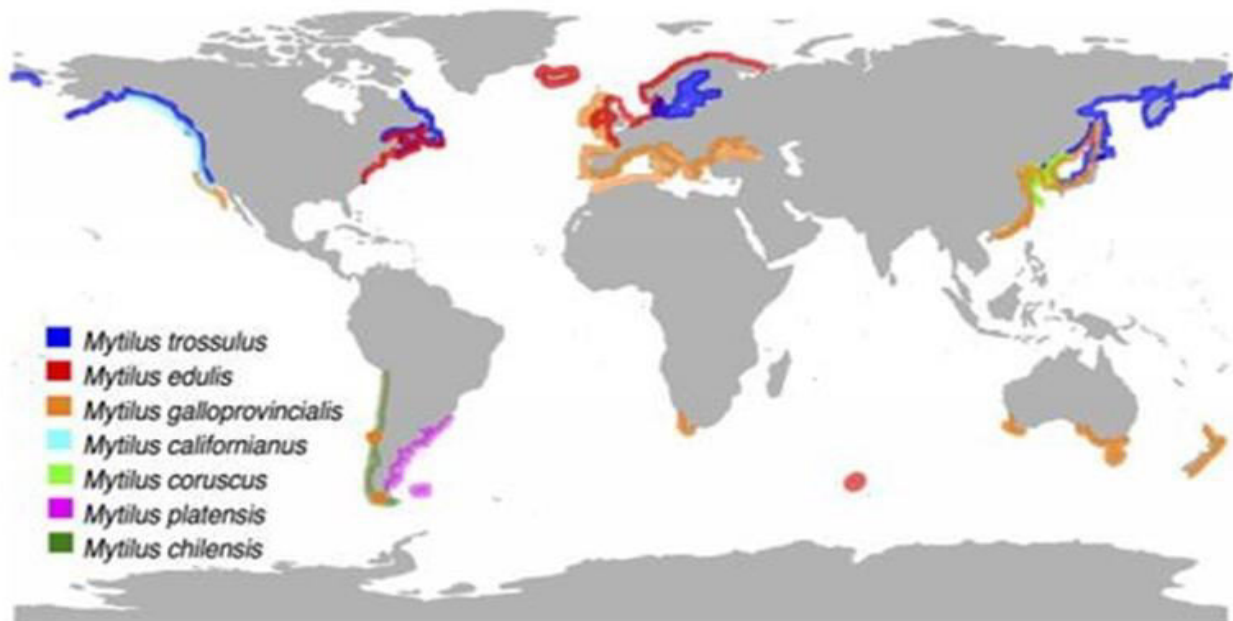 Mytilus trossulus
Mytilus edulis
Mytilus galloprovincialis
Mytilus californianus
Mytilus coruscus
Mytilus platensis
Mytilus chilensis